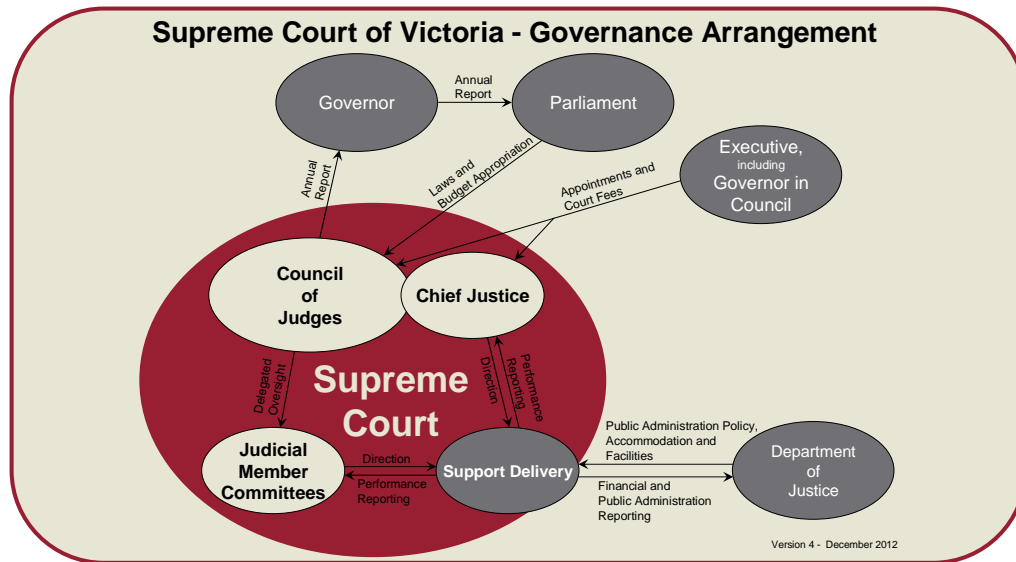 Supreme Court of Victoria - Governance Arrangement
Governor
Annual
Report
Parliament
Executive,
including
Governor in
Council
Annual
Report
Laws and
Budget Appropriation
Appointments and
Court Fees
Council
of
Judges
Chief Justice
Delegated
Oversight
Supreme
Court
Direction
Performance
Reporting
Judicial
Member
Committees
Direction
Performance
Reporting
Support Delivery
Public Administration Policy,
Accommodation and
Facilities
Financial and
Public Administration
Reporting
Department
of
Justice
Version 4 - December 2012